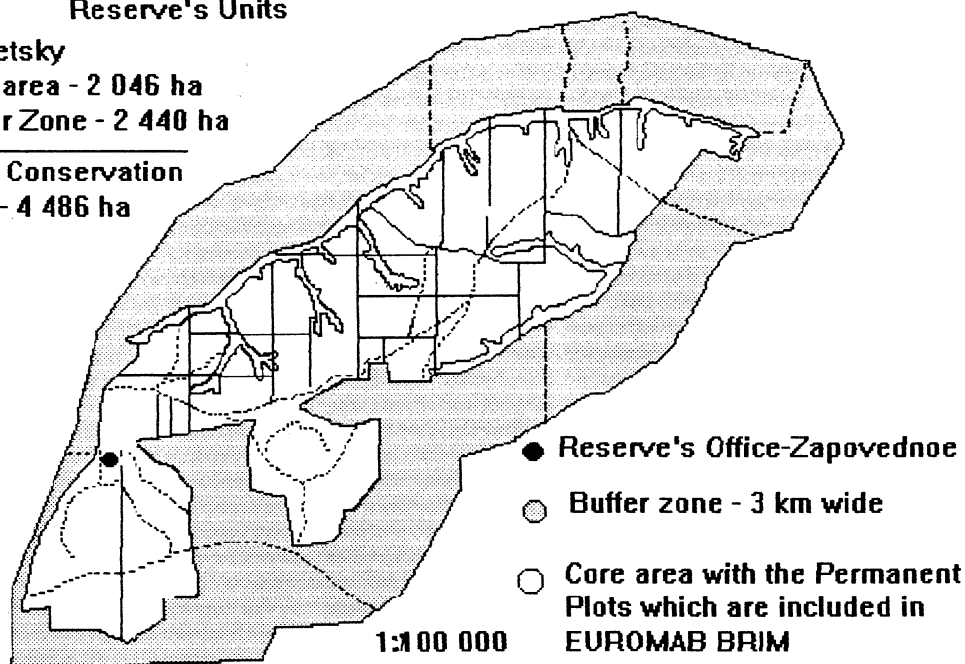 Reserve's Units
etsky
area - 2 046 ha
r Zone - 2 440 ha
Conservation
- 4 486 ha
Reserve's Office-Zapovednoe
Buffer zone - 3 km wide
Core area with the Permanent
Plots which are included in
EUROMAB BRIM
1:100 000